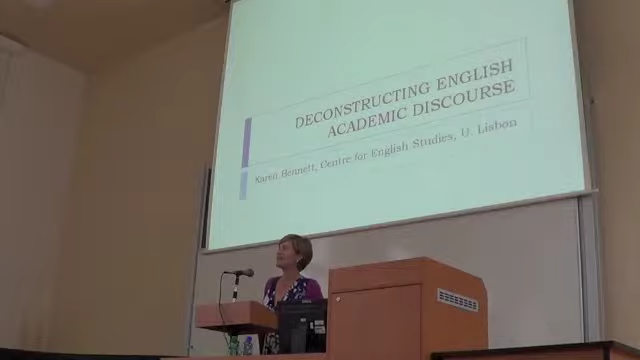 DECONSTRUCTING ENGLISH
ACADEMIC DISCOURSE
Karen Bennett, Centre for English Studies, U. Lisbon